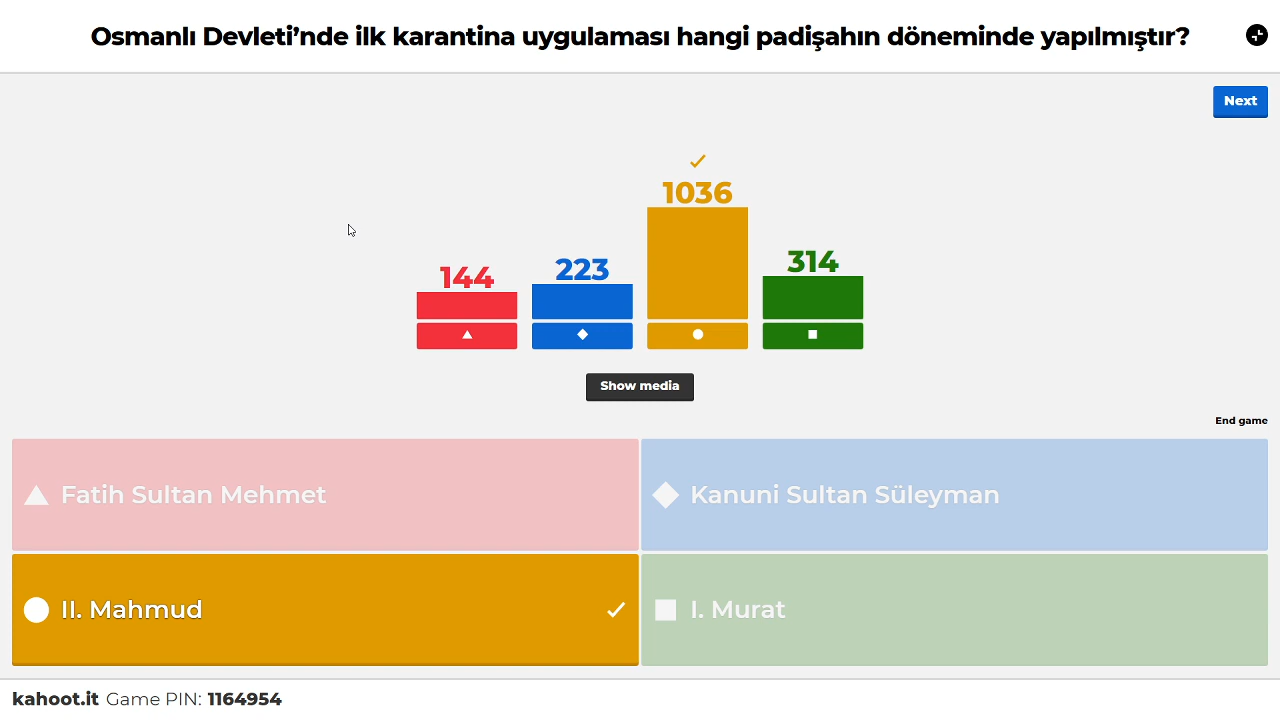 Osmanlı Devleti’nde ilk karantina uygulaması hangi padişahın döneminde yapılmıştır?
Next
1036
314
223
144
Show media
End game
Fatih Sultan Mehmet
Kanuni Sultan Süleyman
II. Mahmud
I. Murat
kahoot.it Game PIN: 1164954